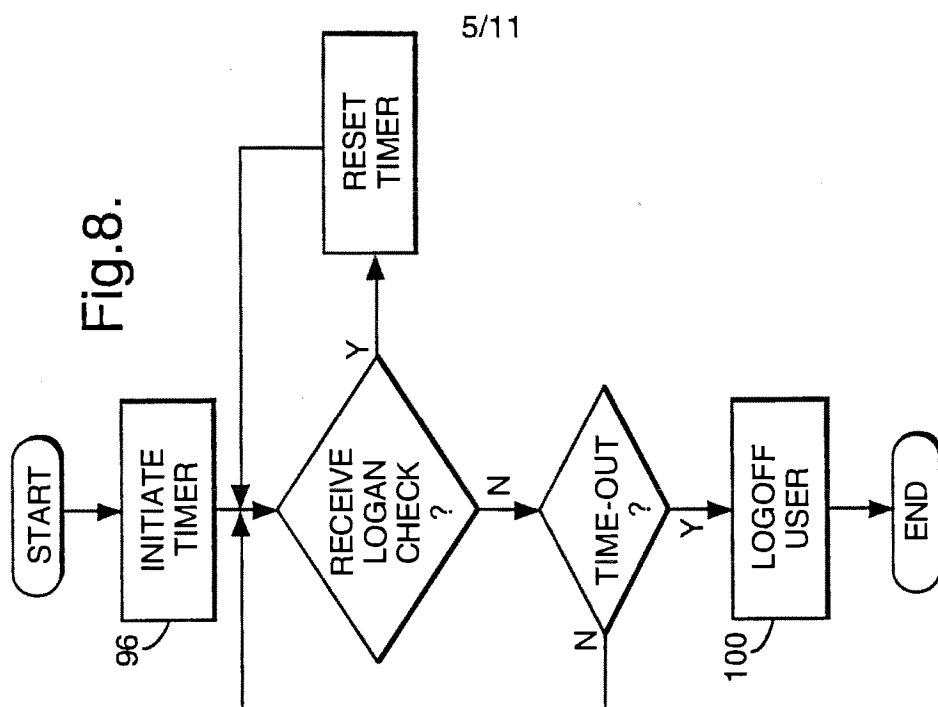 5/11
Fig.8.
START
INITIATE
TIMER
96
RECEIVE
LOGAN
CHECK
?
Y
RESET
TIMER
N
TIME-OUT
?
N
Y
LOGOFF
USER
100
END